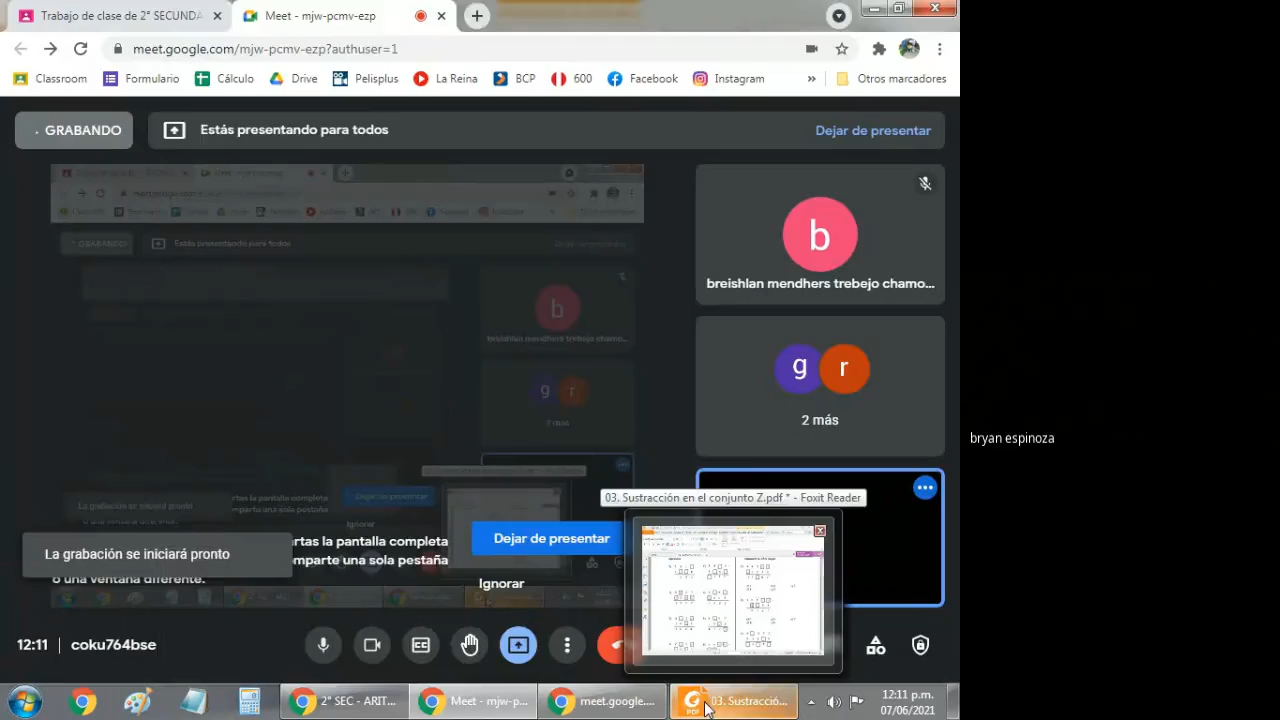 Trabajo de clase de 2° SECUNDA
Meet - mjw-pcmv-ezp
meet.google.com/mjw-pcmv-ezp?authuser=1
Classroom
Formulario
Cálculo
Drive
Pelisplus
La Reina
BCP
600
Facebook
Instagram
»
Otros marcadores
GRABANDO
Estás presentando para todos
Dejar de presentar
b
breishlan mendhers trebejo chamo...
g r
2 más
bryan espinoza
03. Sustracción en el conjunto Z.pdf * - Foxit Reader
La grabación se iniciará pronto
rtas la pantalla completa
mparte una sola pestaña
o una ventana diferente.
Dejar de presentar
Ignorar
12:11 | toku764bse
2° SEC - ARIT...
Meet - mjw-p...
meet.google....
03. Sustracció...
12:11 p.m.
07/06/2021